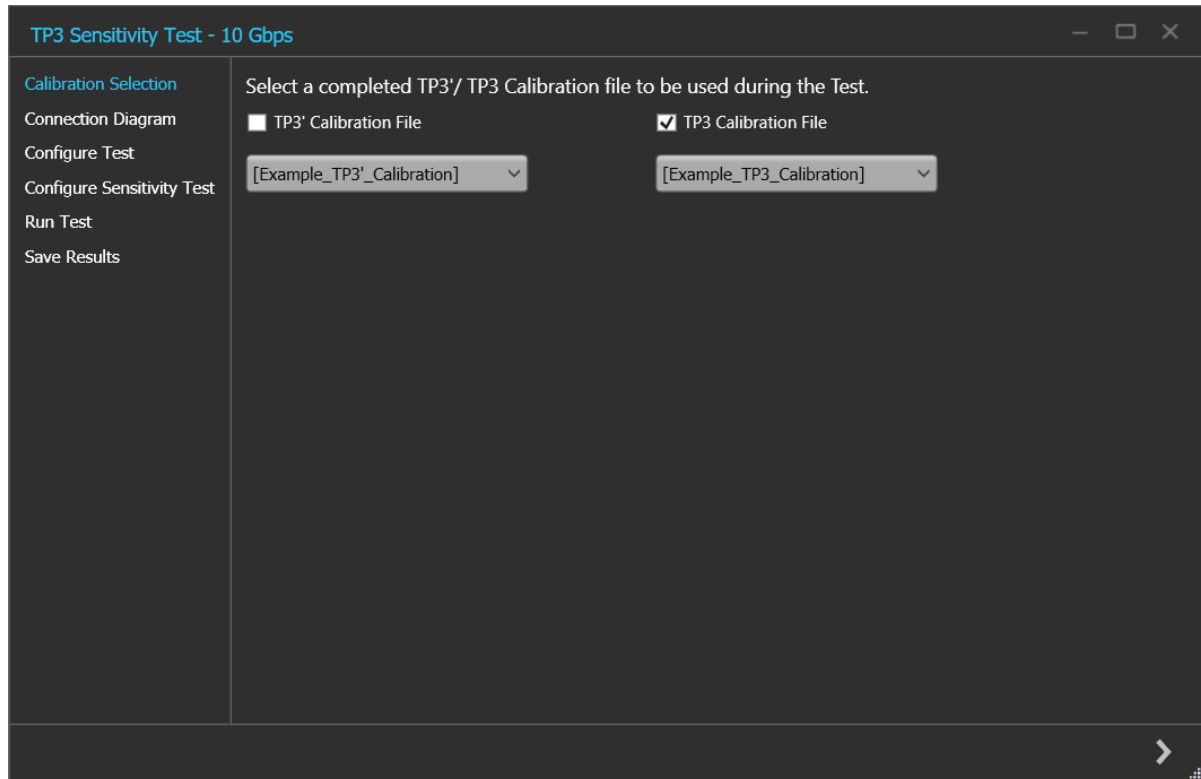 TP3 Sensitivity Test - 10 Gbps
Calibration Selection
Connection Diagram
Configure Test
Configure Sensitivity Test
Run Test
Save Results
Select a completed TP3'/ TP3 Calibration file to be used during the Test.
TP3' Calibration File
TP3 Calibration File
[Example_TP3'_Calibration]
[Example_TP3_Calibration]